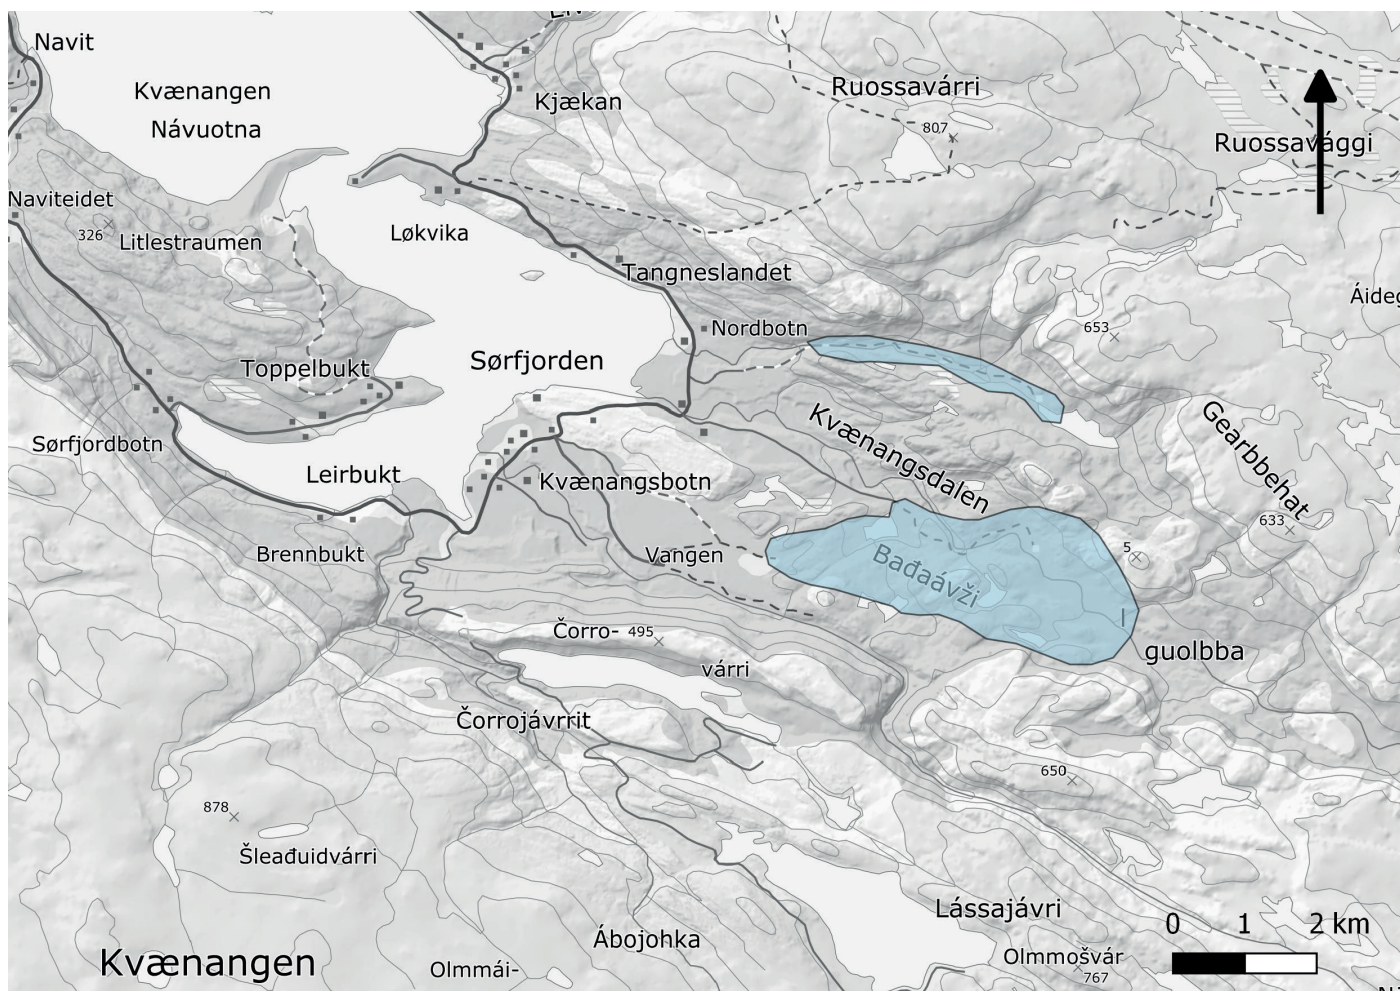 Navit
Kvænangen
Návuotna
Kjækan
Ruossavárri
807
Ruossavággi
Naviteidet
326
Litlestraumen
Løkvika
Tangneslandet
Nordbotn
653
Toppelbukt
Sørfjorden
Sørfjordbotn
Leirbukt
Kvænangsdalen
Gearbbehat
633
Kvænangsbotn
Brennbukt
Vangen
Bađaávži
5
guolbba
Čorro-
495
várri
Čorrojávrrit
650
878
Šleađuidvárri
Lássajávri
0 1 2 km
Ábojohka
Olmmošvár
767
Kvænangen
Olmmái-